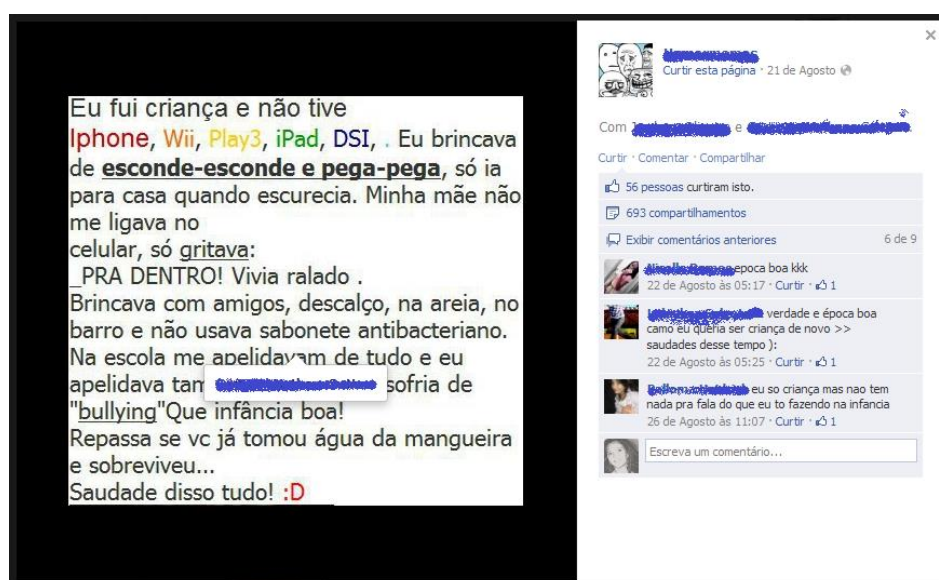 Eu fui criança e não tive
Iphone, Wii, Play3, iPad, DSI, . Eu brincava
de esconde-esconde e pega-pega, só ia
para casa quando escurecia. Minha mãe não
me ligava no
celular, só gritava:
_PRA DENTRO! Vivia ralado .
Brincava com amigos, descalço, na areia, no
barro e não usava sabonete antibacteriano.
Na escola me apelidavam de tudo e eu
apelidava sofria de
"bullying"Que infância boa!
Repassa se vc já tomou água da mangueira
e sobreviveu...
Saudade disso tudo! :D
Curtir esta página · 21 de Agosto
Com e
Curtir · Comentar · Compartilhar
56 pessoas curtiram isto.
693 compartilhamentos
Exibir comentários anteriores 6 de 9
epoca boa kkk
22 de Agosto às 05:17 · Curtir · 1
verdade e época boa
camo eu queria ser criança de novo >>
saudades desse tempo ):
22 de Agosto às 05:25 · Curtir · 1
eu so criança mas nao tem
nada pra fala do que eu to fazendo na infancia
26 de Agosto às 11:07 · Curtir · 1
Escreva um comentário...